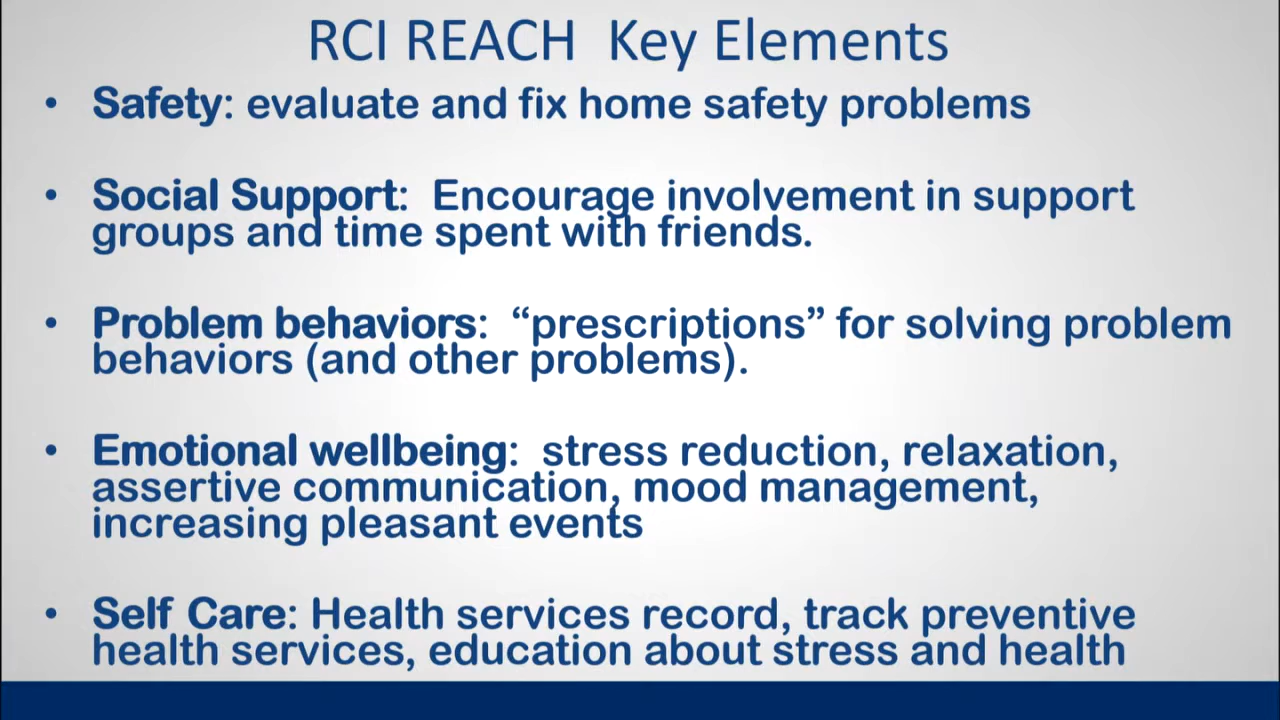 RCI REACH Key Elements
• Safety: evaluate and fix home safety problems
• Social Support: Encourage involvement in support
groups and time spent with friends.
• Problem behaviors: “prescriptions” for solving problem
behaviors (and other problems).
• Emotional wellbeing: stress reduction, relaxation,
assertive communication, mood management,
increasing pleasant events
• Self Care: Health services record, track preventive
health services, education about stress and health